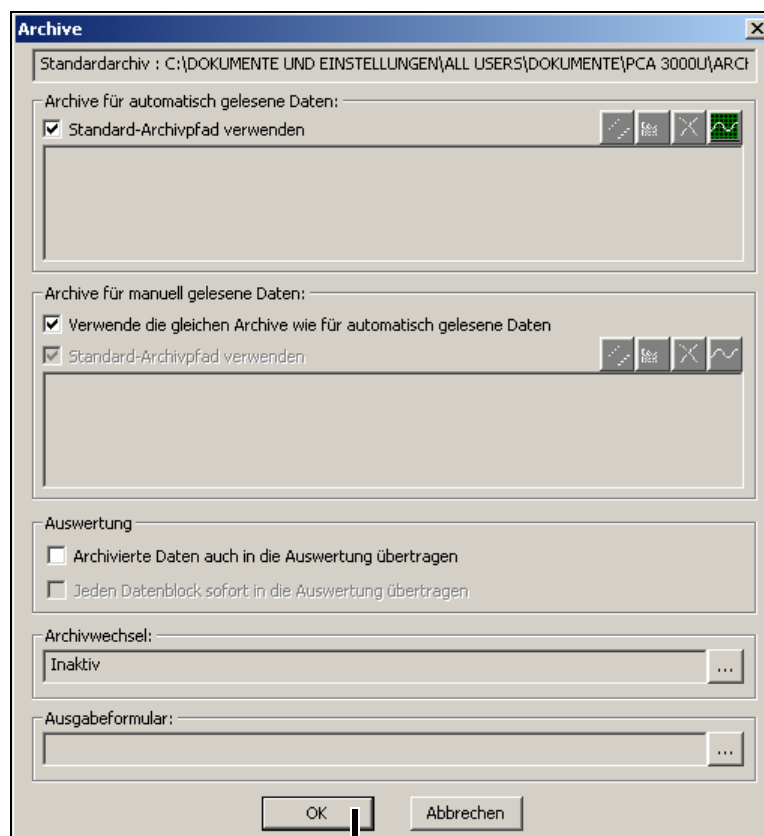 Archive
Standardarchiv : C:\DOKUMENTE UND EINSTELLUNGEN\ALL USERS\DOKUMENTE\PCA 3000U\ARCH
Archive für automatisch gelesene Daten:
Standard-Archivpfad verwenden
Archive für manuell gelesene Daten:
Verwende die gleichen Archive wie für automatisch gelesene Daten
Standard-Archivpfad verwenden
Auswertung
Archivierte Daten auch in die Auswertung übertragen
Jeden Datenblock sofort in die Auswertung übertragen
Archivwechsel:
Inaktiv
...
Ausgabeformular:
...
OK Abbrechen